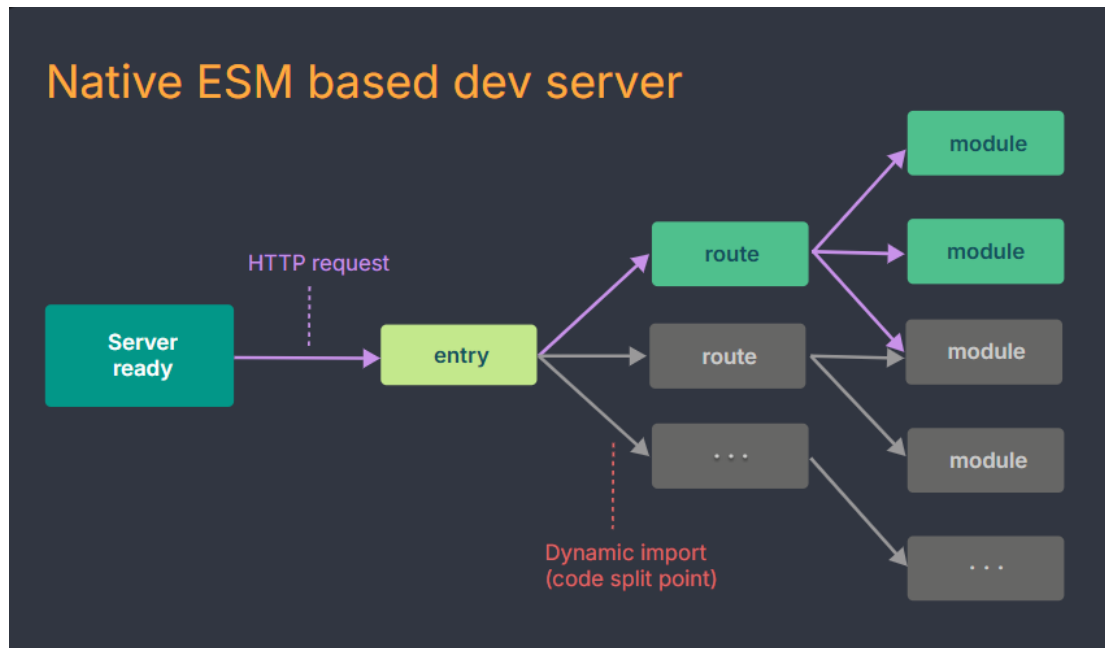 Native ESM based dev server
HTTP request
Server
ready
entry
route
route
...
module
module
module
module
...
Dynamic import
(code split point)